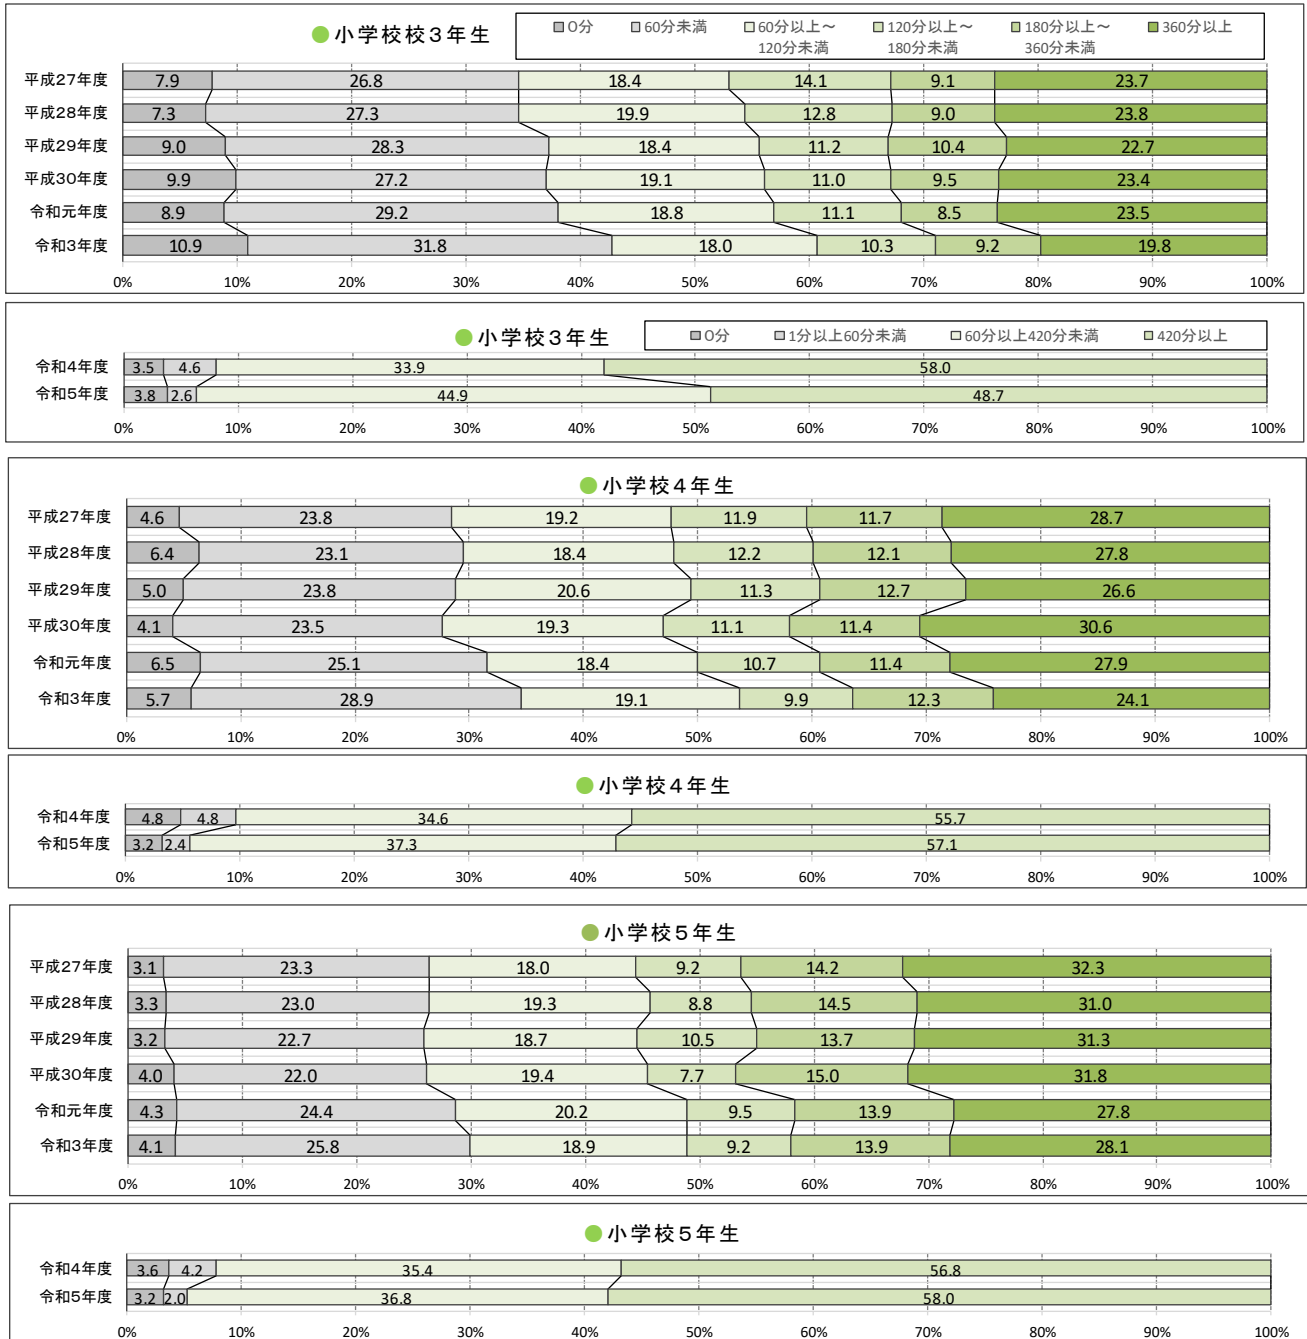 ●小学校校3年生
■0分 □60分未満 □60分以上～120分未満 □120分以上～180分未満 □180分以上～360分未満 ■360分以上
平成27年度 7.9 26.8 18.4 14.1 9.1 23.7
平成28年度 7.3 27.3 19.9 12.8 9.0 23.8
平成29年度 9.0 28.3 18.4 11.2 10.4 22.7
平成30年度 9.9 27.2 19.1 11.0 9.5 23.4
令和元年度 8.9 29.2 18.8 11.1 8.5 23.5
令和3年度 10.9 31.8 18.0 10.3 9.2 19.8
0% 10% 20% 30% 40% 50% 60% 70% 80% 90% 100%
●小学校3年生
■0分 □1分以上60分未満 □60分以上420分未満 □420分以上
令和4年度 3.5 4.6 33.9 58.0
令和5年度 3.8 2.6 44.9 48.7
0% 10% 20% 30% 40% 50% 60% 70% 80% 90% 100%
●小学校4年生
平成27年度 4.6 23.8 19.2 11.9 11.7 28.7
平成28年度 6.4 23.1 18.4 12.2 12.1 27.8
平成29年度 5.0 23.8 20.6 11.3 12.7 26.6
平成30年度 4.1 23.5 19.3 11.1 11.4 30.6
令和元年度 6.5 25.1 18.4 10.7 11.4 27.9
令和3年度 5.7 28.9 19.1 9.9 12.3 24.1
0% 10% 20% 30% 40% 50% 60% 70% 80% 90% 100%
●小学校4年生
令和4年度 4.8 4.8 34.6 55.7
令和5年度 3.2 2.4 37.3 57.1
0% 10% 20% 30% 40% 50% 60% 70% 80% 90% 100%
●小学校5年生
平成27年度 3.1 23.3 18.0 9.2 14.2 32.3
平成28年度 3.3 23.0 19.3 8.8 14.5 31.0
平成29年度 3.2 22.7 18.7 10.5 13.7 31.3
平成30年度 4.0 22.0 19.4 7.7 15.0 31.8
令和元年度 4.3 24.4 20.2 9.5 13.9 27.8
令和3年度 4.1 25.8 18.9 9.2 13.9 28.1
0% 10% 20% 30% 40% 50% 60% 70% 80% 90% 100%
●小学校5年生
令和4年度 3.6 4.2 35.4 56.8
令和5年度 3.2 2.0 36.8 58.0
0% 10% 20% 30% 40% 50% 60% 70% 80% 90% 100%